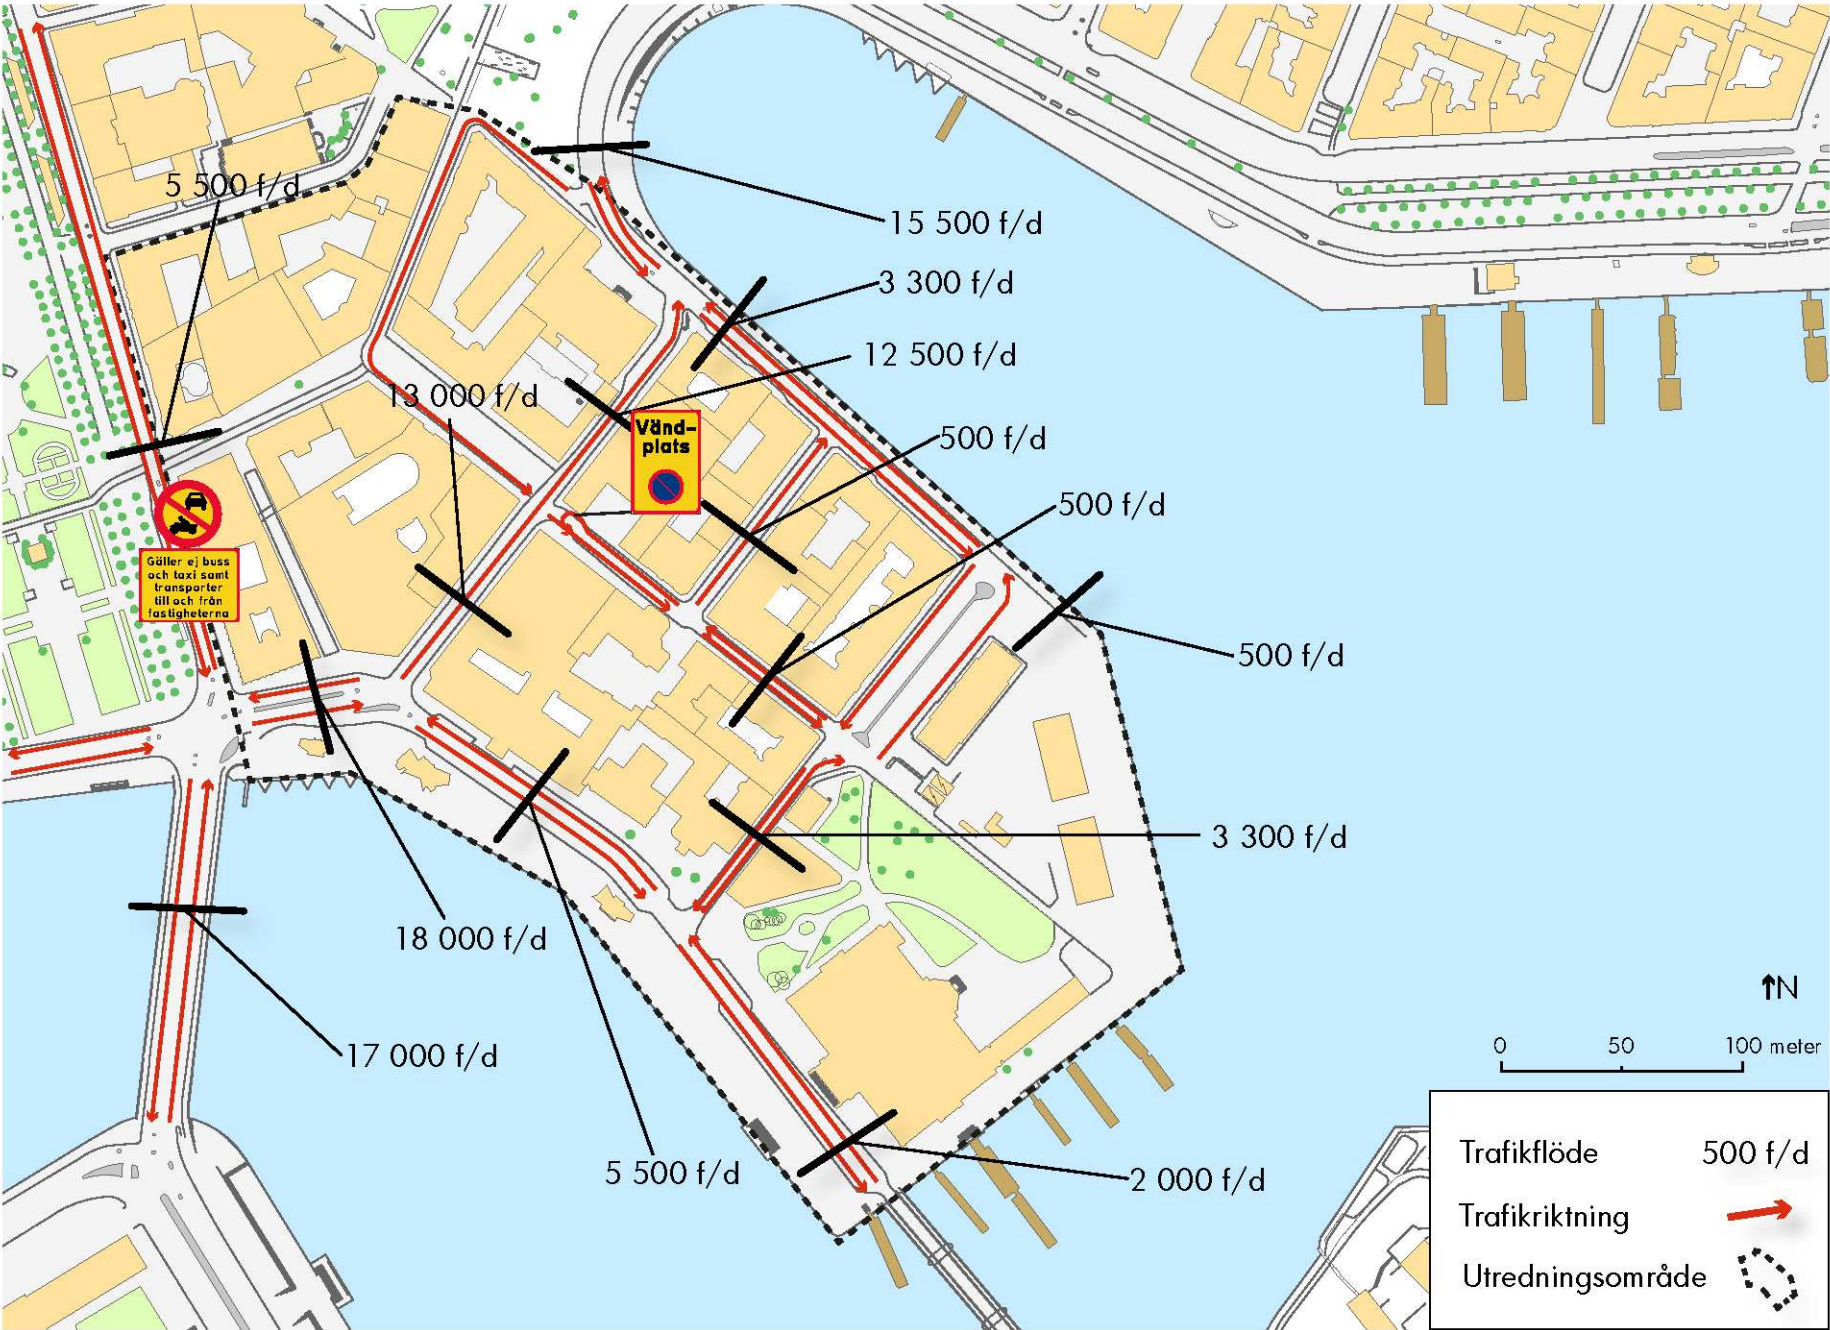 5 500 f/d
15 500 f/d
3 300 f/d
12 500 f/d
13 000 f/d
Vänd-
plats
500 f/d
500 f/d
Gäller ej buss
och taxi samt
transporter
till och från
fastigheterna
500 f/d
3 300 f/d
18 000 f/d
17 000 f/d
5 500 f/d
2 000 f/d
↑N
0 50 100 meter
Trafikflöde 500 f/d
Trafikriktning
Utredningsområde